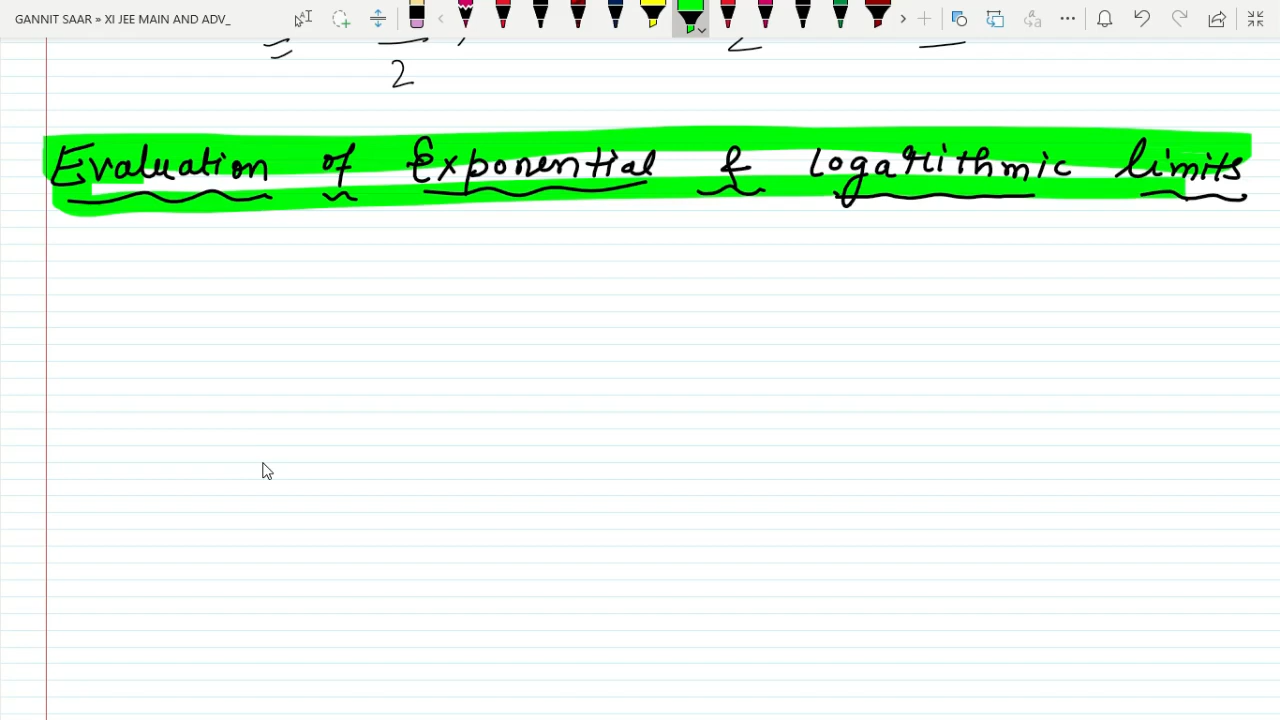 GANNIT SAAR » XI JEE MAIN AND ADV_
2
Evaluation of Exponential & Logarithmic limits